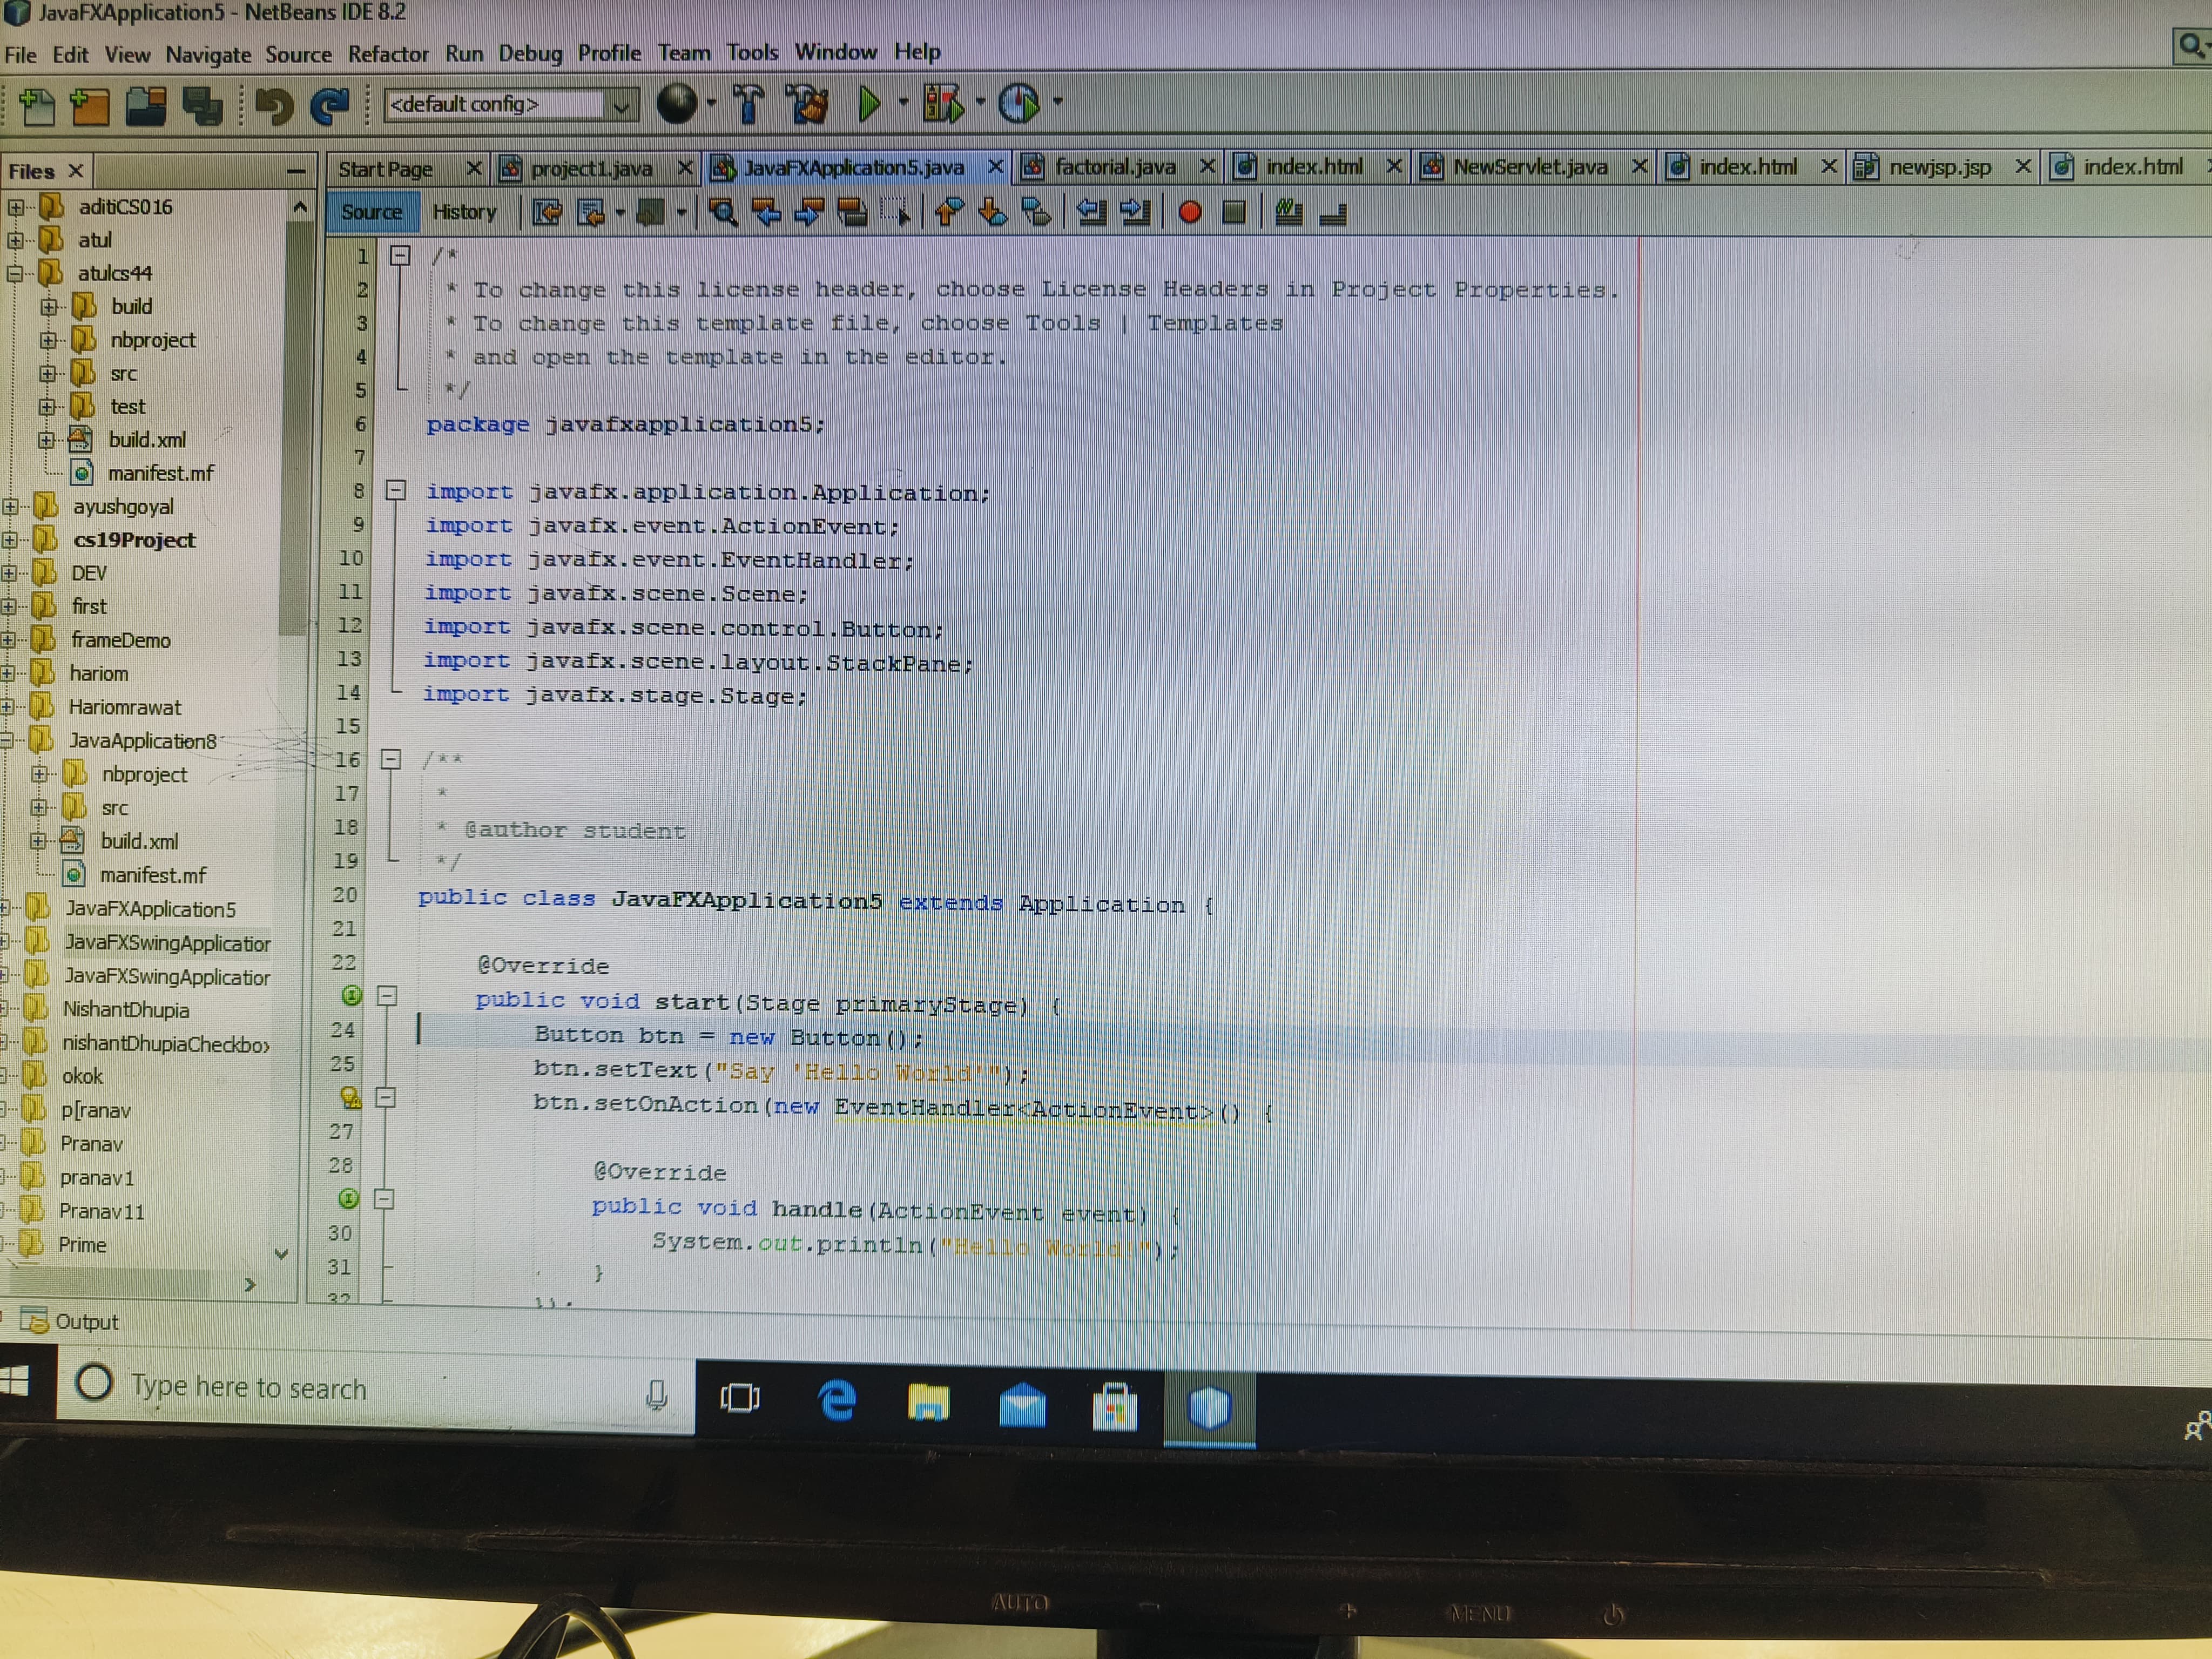 JavaFXApplication5 - NetBeans IDE 8.2
File Edit View Navigate Source Refactor Run Debug Profile Team Tools Window Help
<default config>
Files
Start Page project1.java JavaFXApplication5.java factorial.java index.html NewServlet.java index.html newjsp.jsp index.html
Source History
aditiCS016
atul
atulcs44
build
nbproject
src
test
build.xml
manifest.mf
ayushgoyal
cs19Project
DEV
first
frameDemo
hariom
Hariomrawat
JavaApplication8
nbproject
src
build.xml
manifest.mf
JavaFXApplication5
JavaFXSwingApplication
JavaFXSwingApplication
NishantDhupia
nishantDhupiaCheckbox
okok
p[ranav
Pranav
pranav1
Pranav11
Prime
1 /*
2 * To change this license header, choose License Headers in Project Properties.
3 * To change this template file, choose Tools | Templates
4 * and open the template in the editor.
5 */
6 package javafxapplication5;
7
8 import javafx.application.Application;
9 import javafx.event.ActionEvent;
10 import javafx.event.EventHandler;
11 import javafx.scene.Scene;
12 import javafx.scene.control.Button;
13 import javafx.scene.layout.StackPane;
14 import javafx.stage.Stage;
15
16 /**
17 *
18 * @author student
19 */
20 public class JavaFXApplication5 extends Application {
21
22 @Override
public void start(Stage primaryStage) {
24 Button btn = new Button();
25 btn.setText("Say 'Hello World'");
btn.setOnAction(new EventHandler<ActionEvent>() {
27
28 @Override
public void handle(ActionEvent event) {
30 System.out.println("Hello World!");
31 }
32 });
Output
Type here to search
AUTO - + MENU